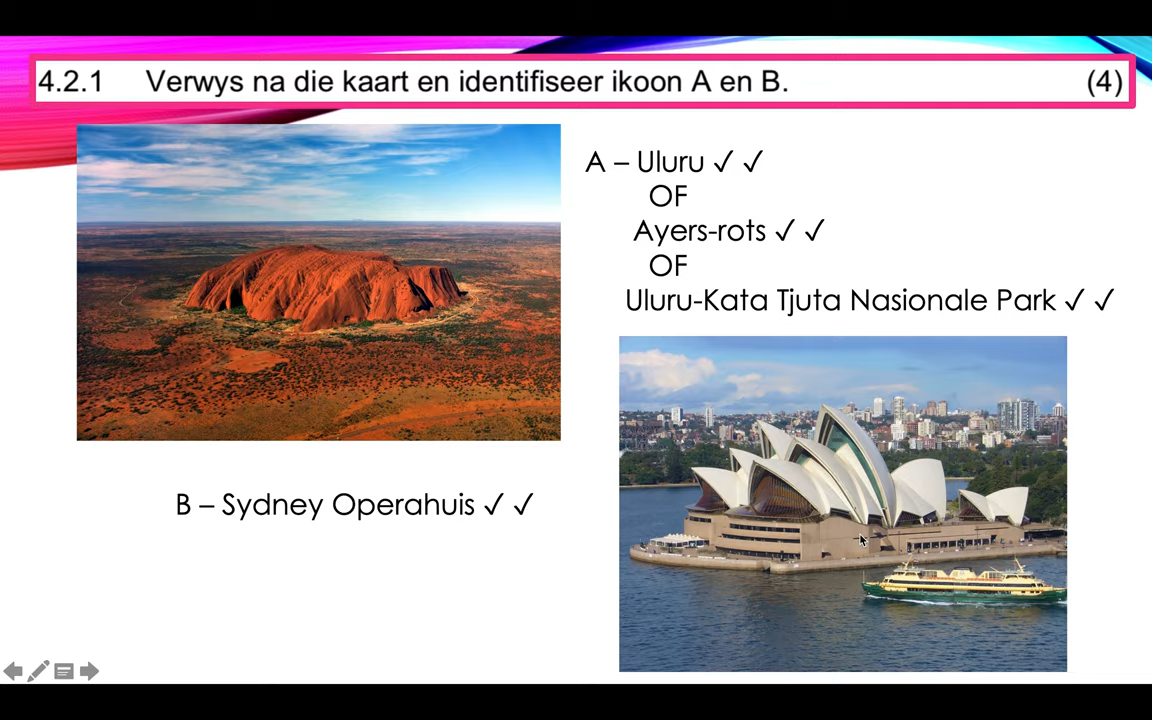 4.2.1 Verwys na die kaart en identifiseer ikoon A en B. (4)
A – Uluru ✓ ✓
OF
Ayers-rots ✓ ✓
OF
Uluru-Kata Tjuta Nasionale Park ✓ ✓
B – Sydney Operahuis ✓ ✓